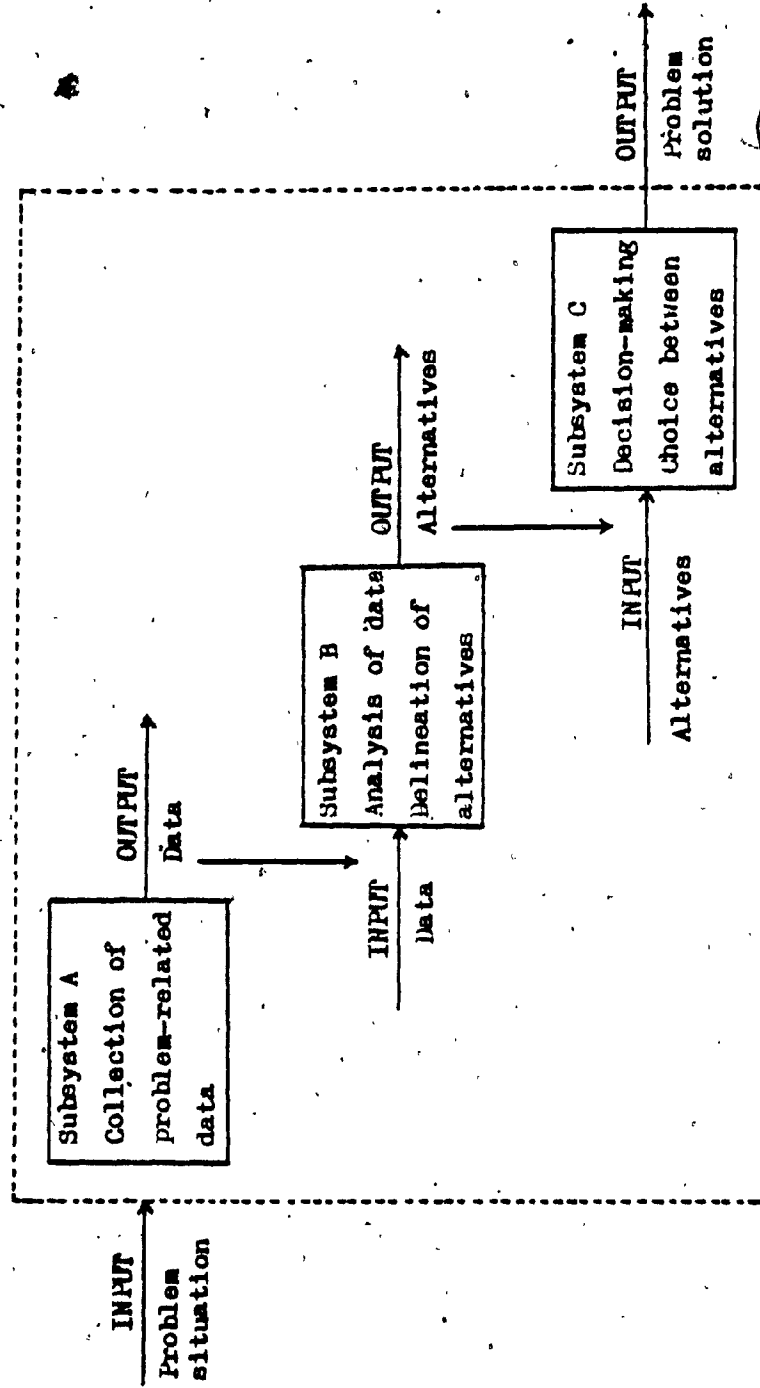 INPUT
Problem
situation
Subsystem A
Collection of
problem-related
data
OUTPUT
Data
INPUT
Data
Subsystem B
Analysis of data
Delineation of
alternatives
OUTPUT
Alternatives
INPUT
Alternatives
Subsystem C
Decision-making
Choice between
alternatives
OUTPUT
Problem
solution